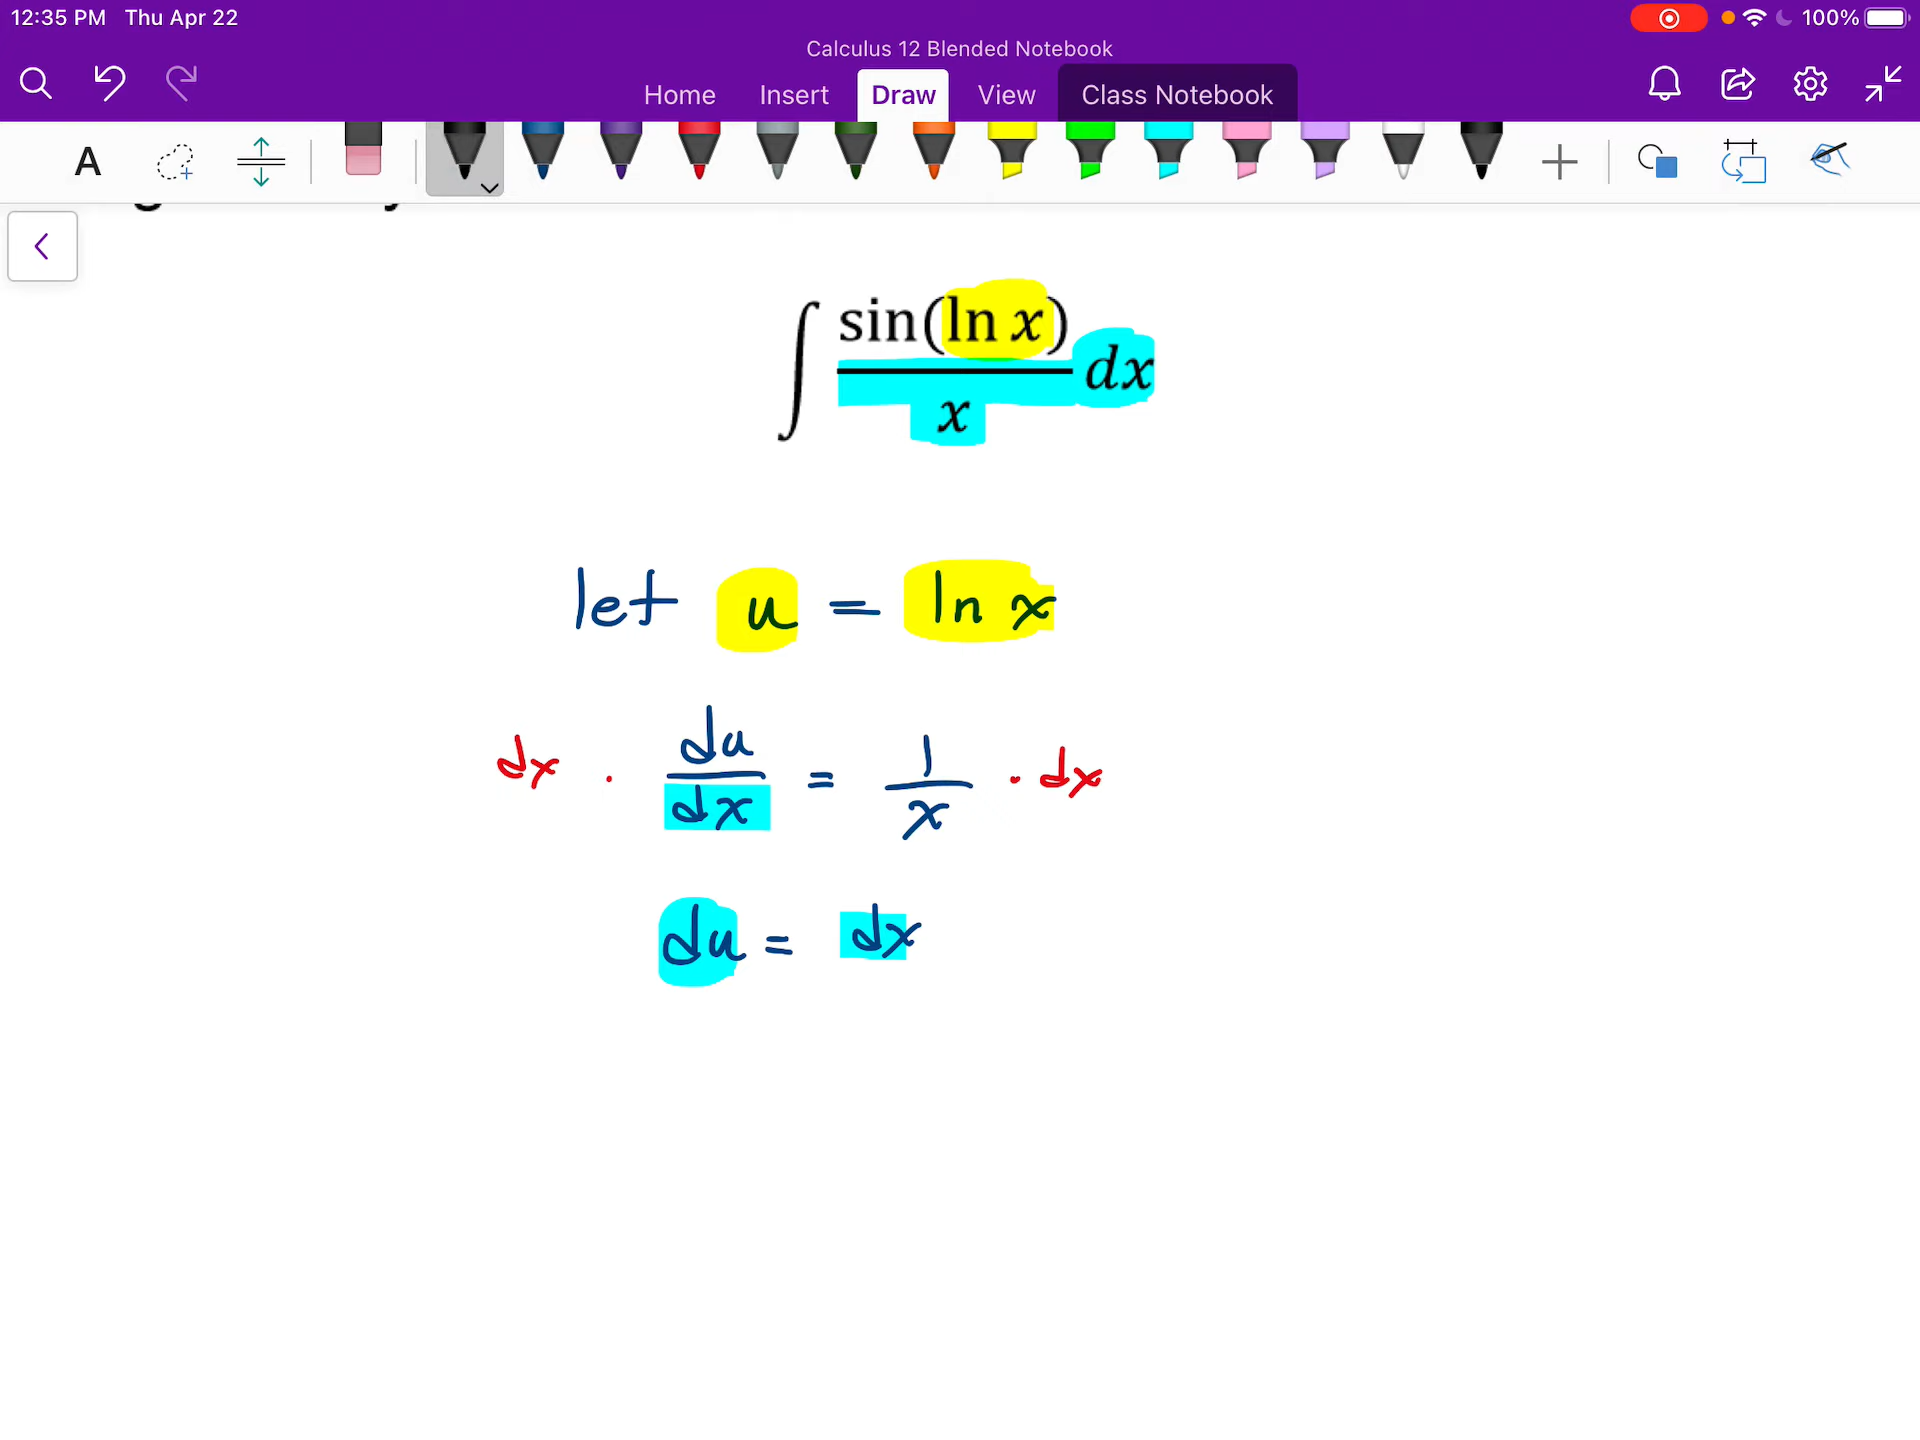 12:35 PM Thu Apr 22
100%
Calculus 12 Blended Notebook
Home Insert Draw View Class Notebook
A
∫ sin(ln x)/x dx
let u = ln x
dx · du/dx = 1/x · dx
du = dx